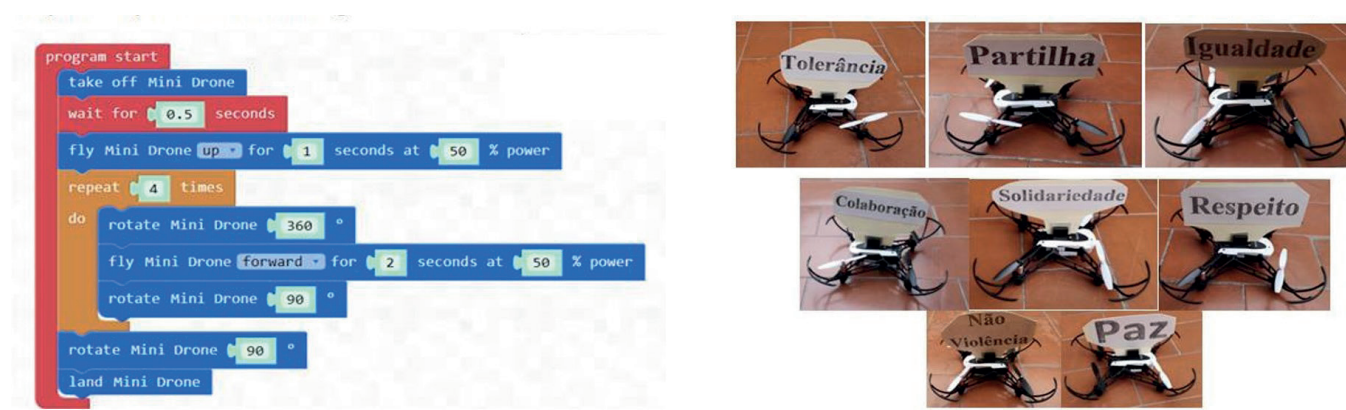 program start
take off Mini Drone
wait for 0.5 seconds
fly Mini Drone up for 1 seconds at 50 % power
repeat 4 times
do
rotate Mini Drone 360 °
fly Mini Drone forward for 2 seconds at 50 % power
rotate Mini Drone 90 °
rotate Mini Drone 90 °
land Mini Drone
Tolerância
Partilha
Igualdade
Colaboração
Solidariedade
Respeito
Não
Violência
Paz